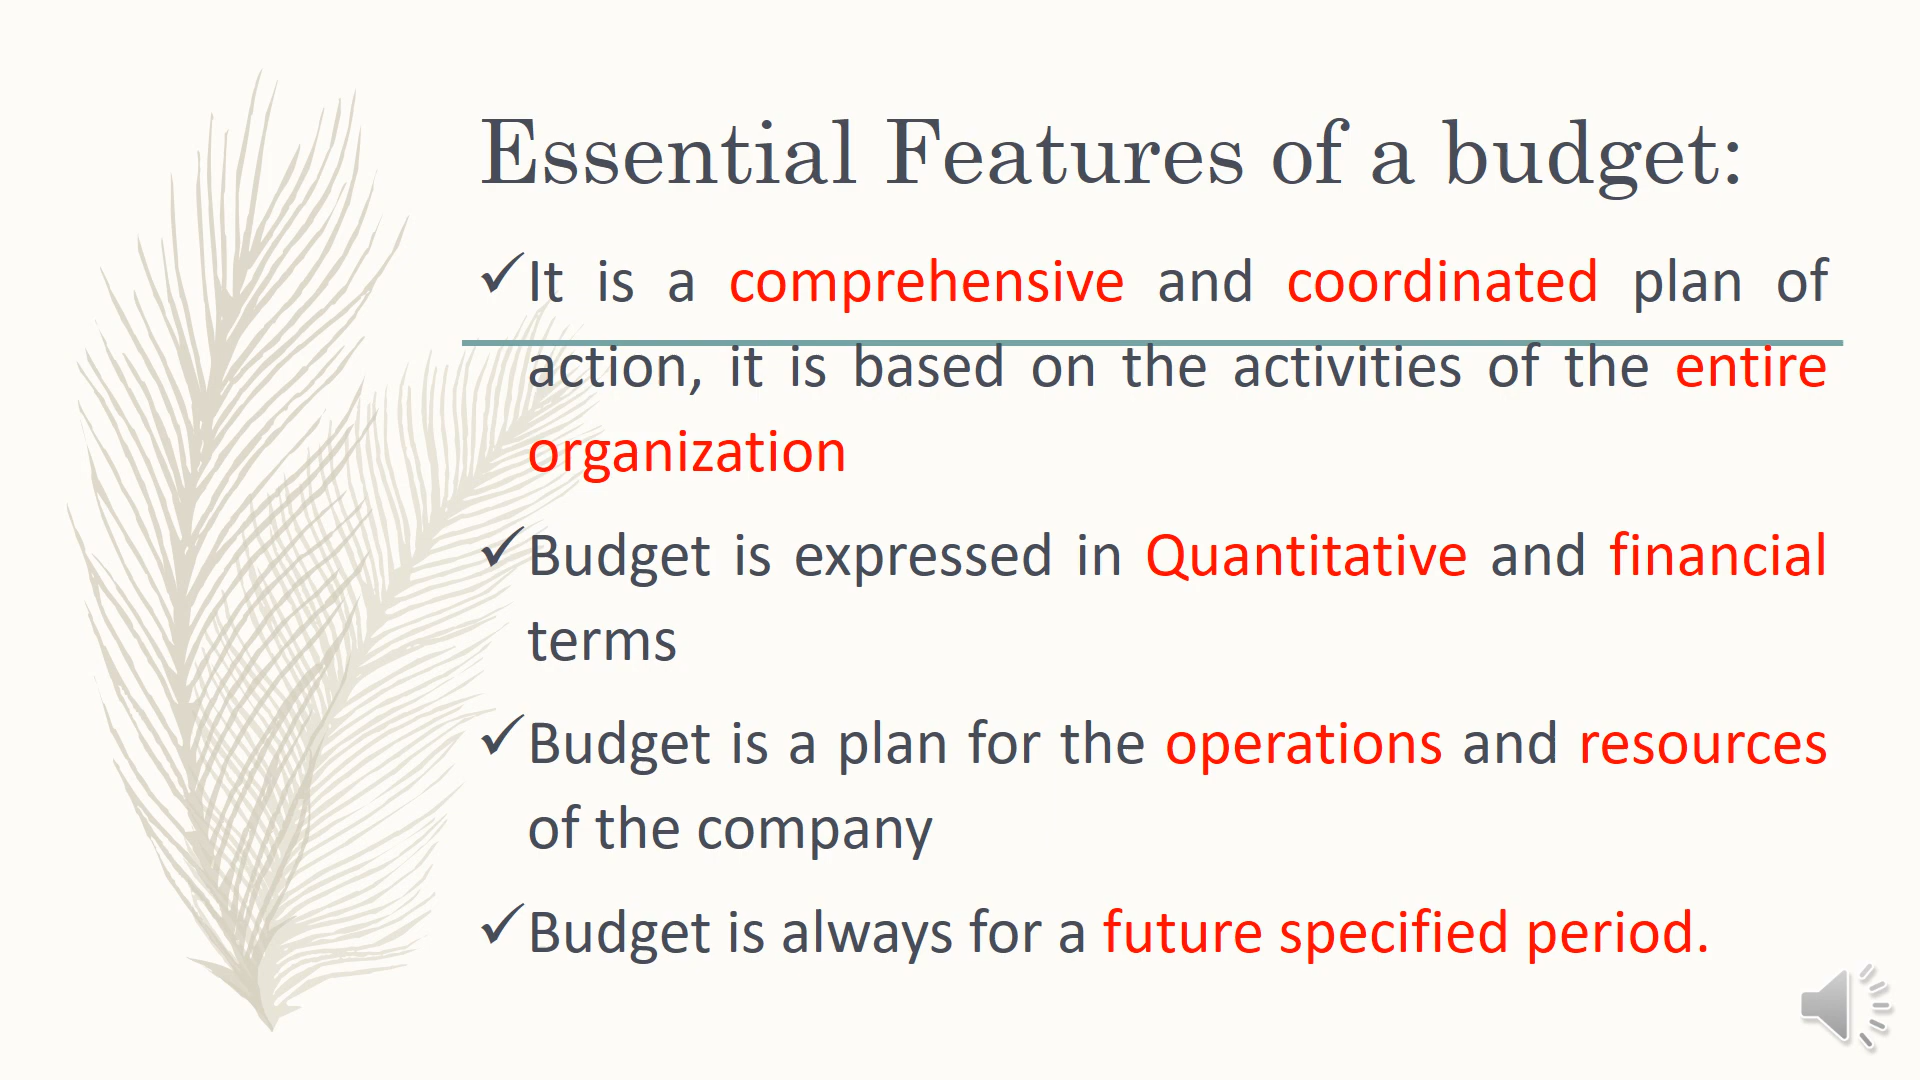 Essential Features of a budget:
✓It is a comprehensive and coordinated plan of
action, it is based on the activities of the entire
organization
✓Budget is expressed in Quantitative and financial
terms
✓Budget is a plan for the operations and resources
of the company
✓Budget is always for a future specified period.